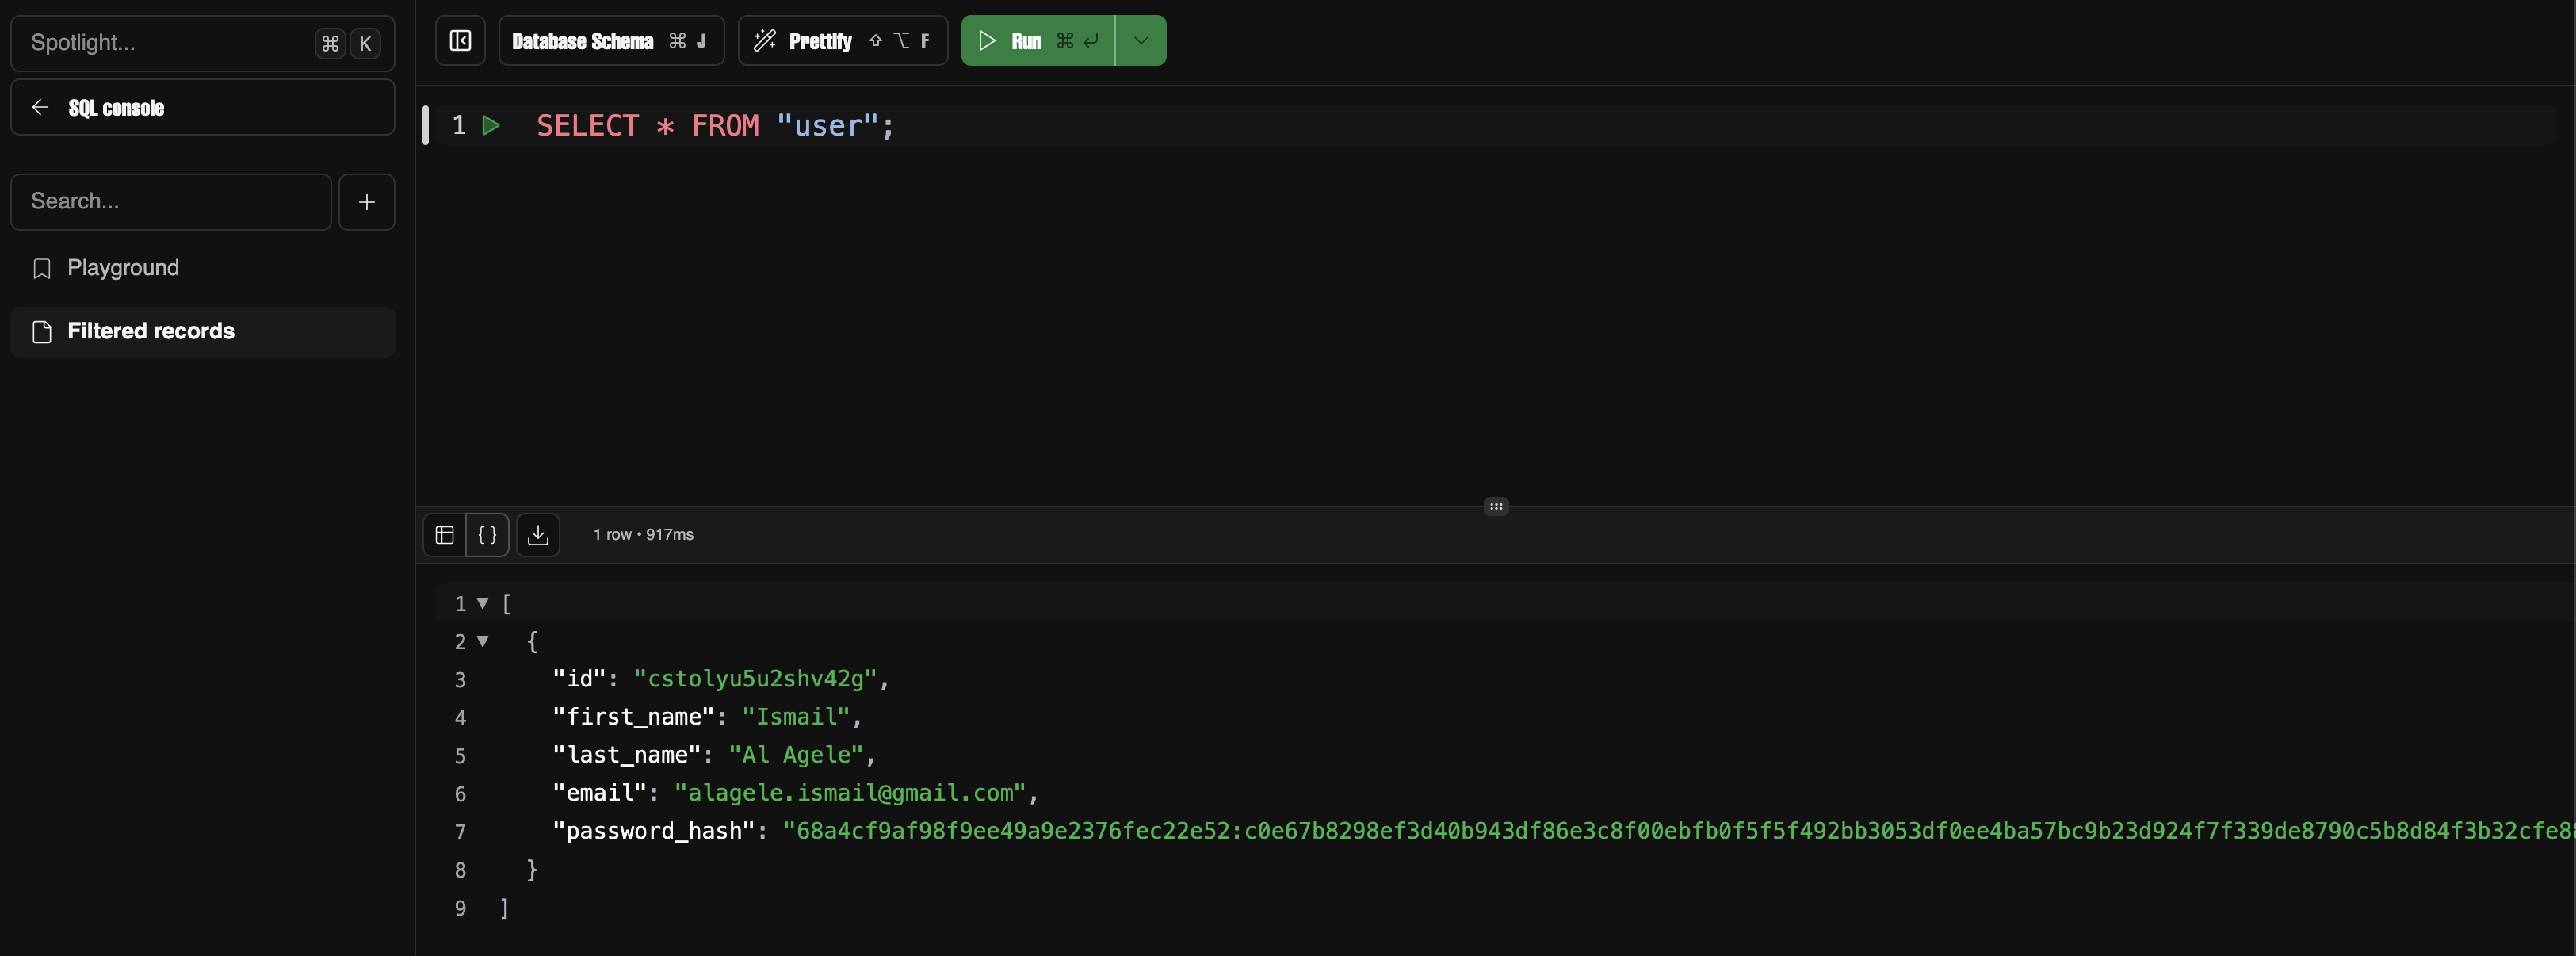 Spotlight... ⌘ K
SQL console
Search...
Playground
Filtered records
Database Schema ⌘ J
Prettify ⇧ ⌥ F
Run ⌘ ↵
1 SELECT * FROM "user";
1 row • 917ms
1 [
2 {
3 "id": "cstolyu5u2shv42g",
4 "first_name": "Ismail",
5 "last_name": "Al Agele",
6 "email": "alagele.ismail@gmail.com",
7 "password_hash": "68a4cf9af98f9ee49a9e2376fec22e52:c0e67b8298ef3d40b943df86e3c8f00ebfb0f5f5f492bb3053df0ee4ba57bc9b23d924f7f339de8790c5b8d84f3b32cfe8
8 }
9 ]